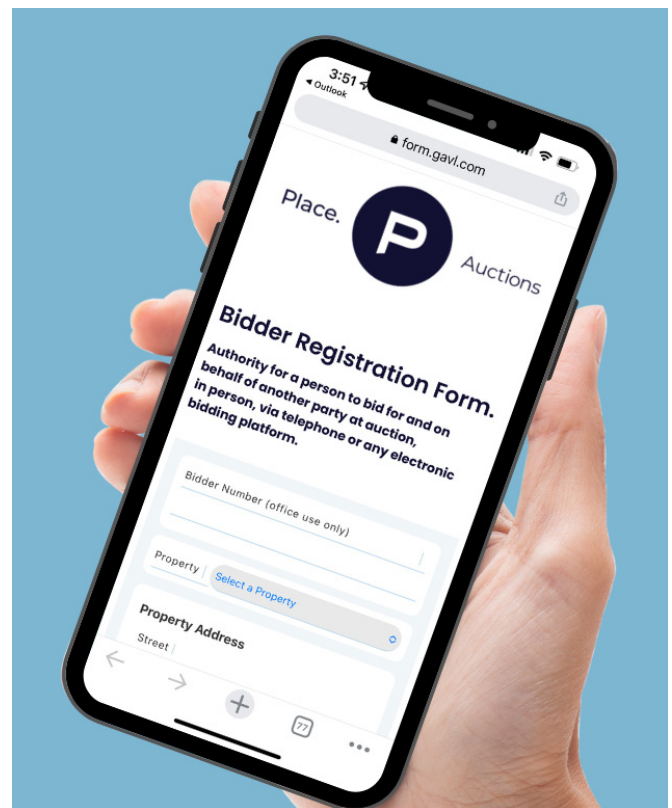 3:51
◀ Outlook
form.gavl.com
Place.
P
Auctions
Bidder Registration Form.
Authority for a person to bid for and on
behalf of another party at auction,
in person, via telephone or any electronic
bidding platform.
Bidder Number (office use only)
Property
Select a Property
Property Address
Street
77